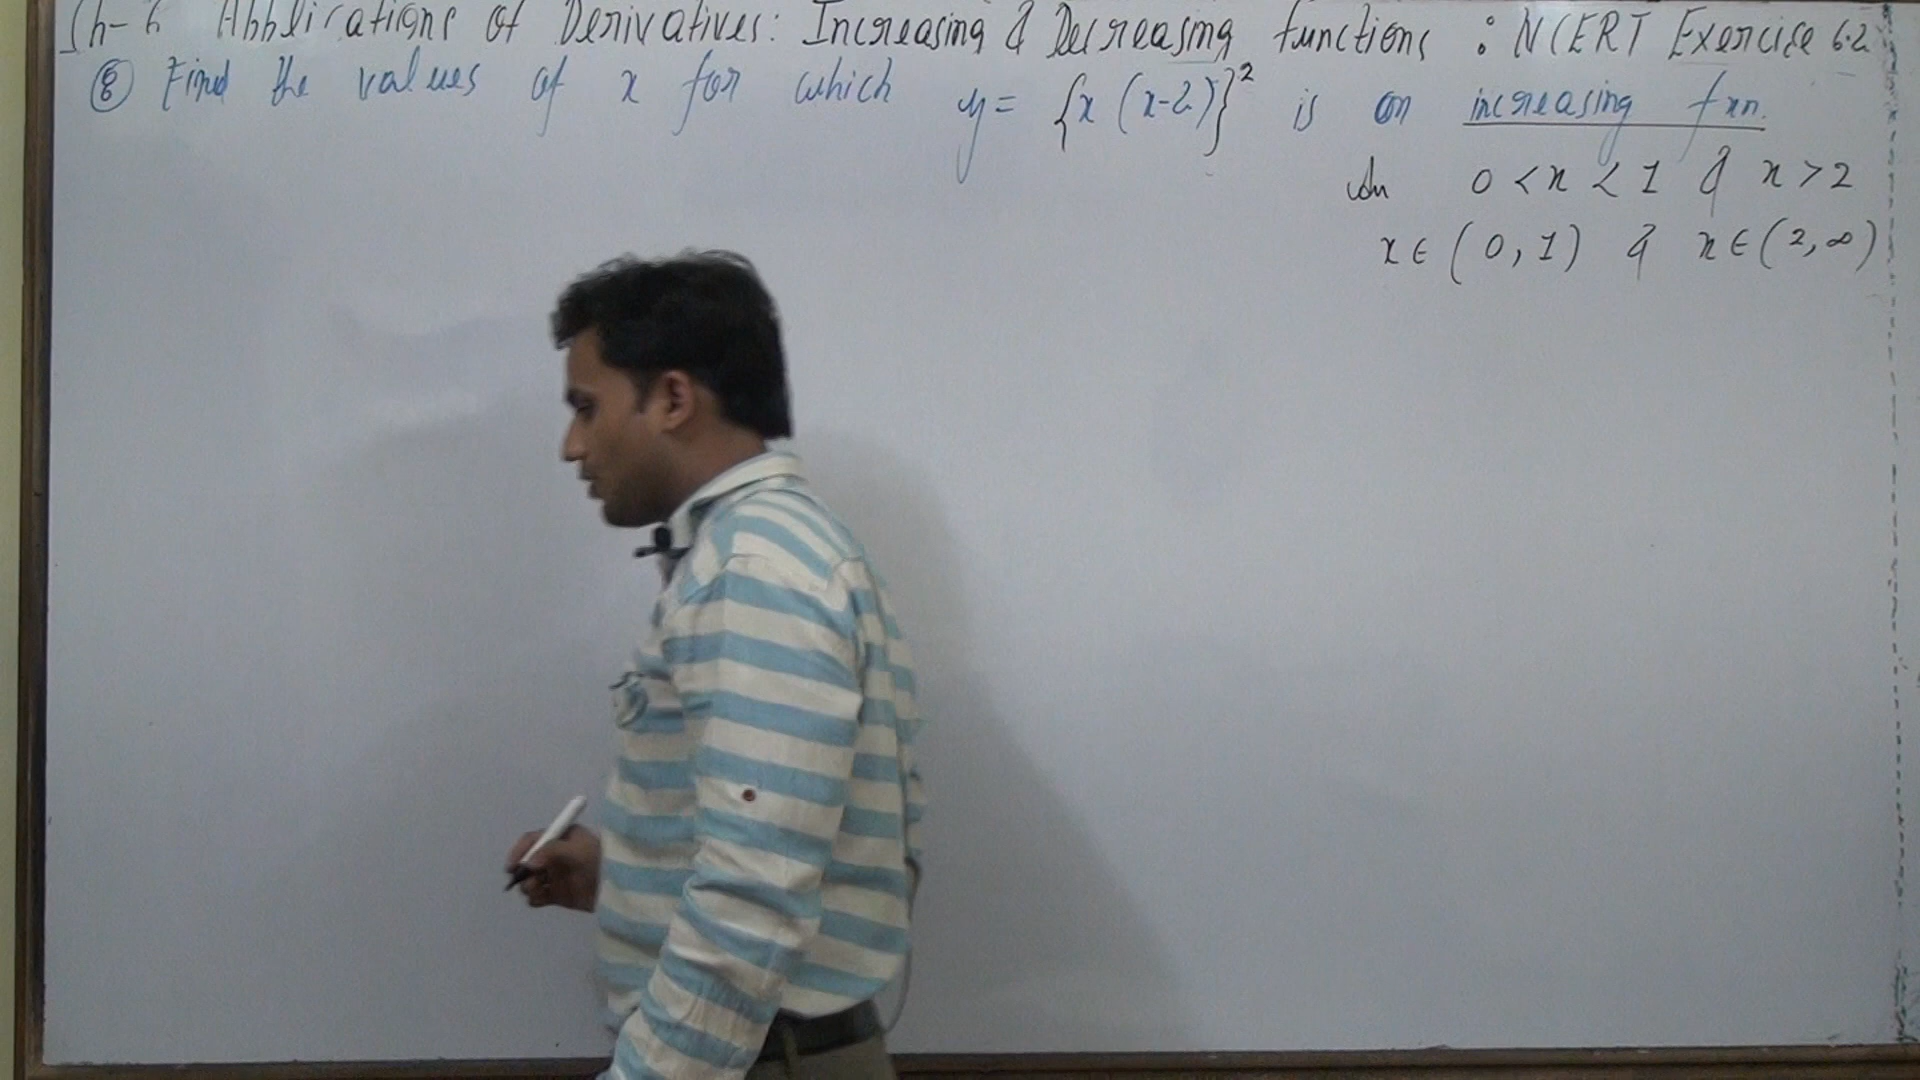 Ch-6 Applications of Derivatives: Increasing & Decreasing functions : NCERT Exercise 6.2
⑧ Find the values of x for which y = {x (x-2)}² is an increasing fxn.
0 < x < 1 & x > 2
x ∈ (0, 1) & x ∈ (2, ∞)